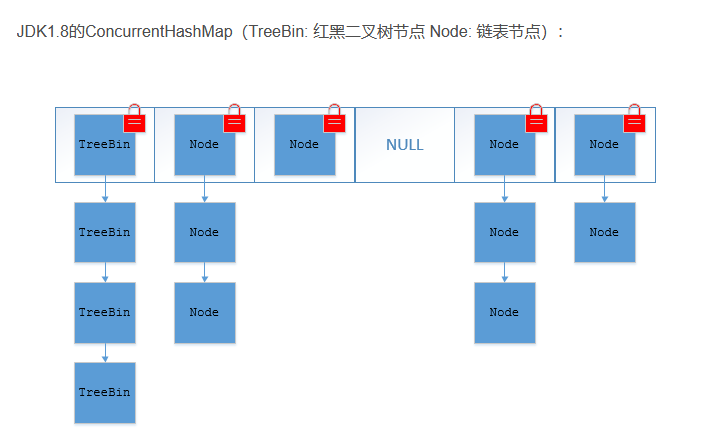 JDK1.8的ConcurrentHashMap（TreeBin: 红黑二叉树节点 Node: 链表节点）:
TreeBin Node Node NULL Node Node
TreeBin Node Node Node
TreeBin Node Node
TreeBin